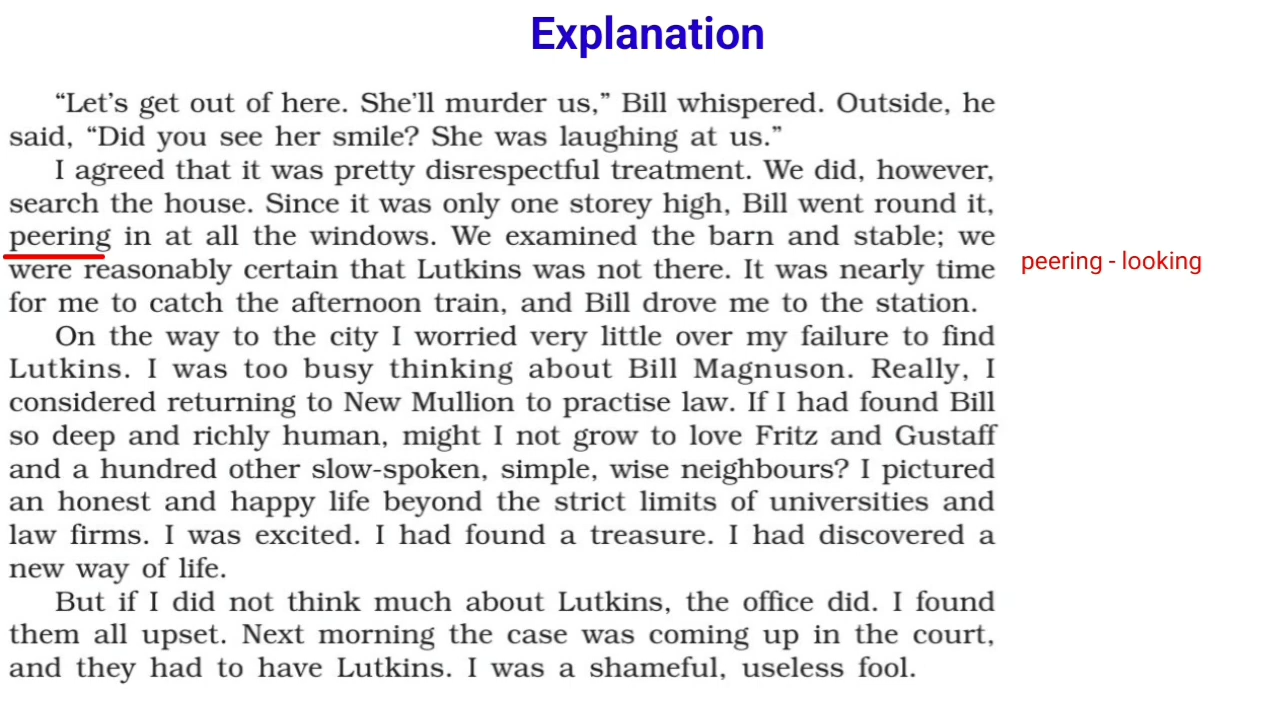 Explanation
“Let’s get out of here. She’ll murder us,” Bill whispered. Outside, he
said, “Did you see her smile? She was laughing at us.”
I agreed that it was pretty disrespectful treatment. We did, however,
search the house. Since it was only one storey high, Bill went round it,
peering in at all the windows. We examined the barn and stable; we
were reasonably certain that Lutkins was not there. It was nearly time
for me to catch the afternoon train, and Bill drove me to the station.
peering - looking
On the way to the city I worried very little over my failure to find
Lutkins. I was too busy thinking about Bill Magnuson. Really, I
considered returning to New Mullion to practise law. If I had found Bill
so deep and richly human, might I not grow to love Fritz and Gustaff
and a hundred other slow-spoken, simple, wise neighbours? I pictured
an honest and happy life beyond the strict limits of universities and
law firms. I was excited. I had found a treasure. I had discovered a
new way of life.
But if I did not think much about Lutkins, the office did. I found
them all upset. Next morning the case was coming up in the court,
and they had to have Lutkins. I was a shameful, useless fool.